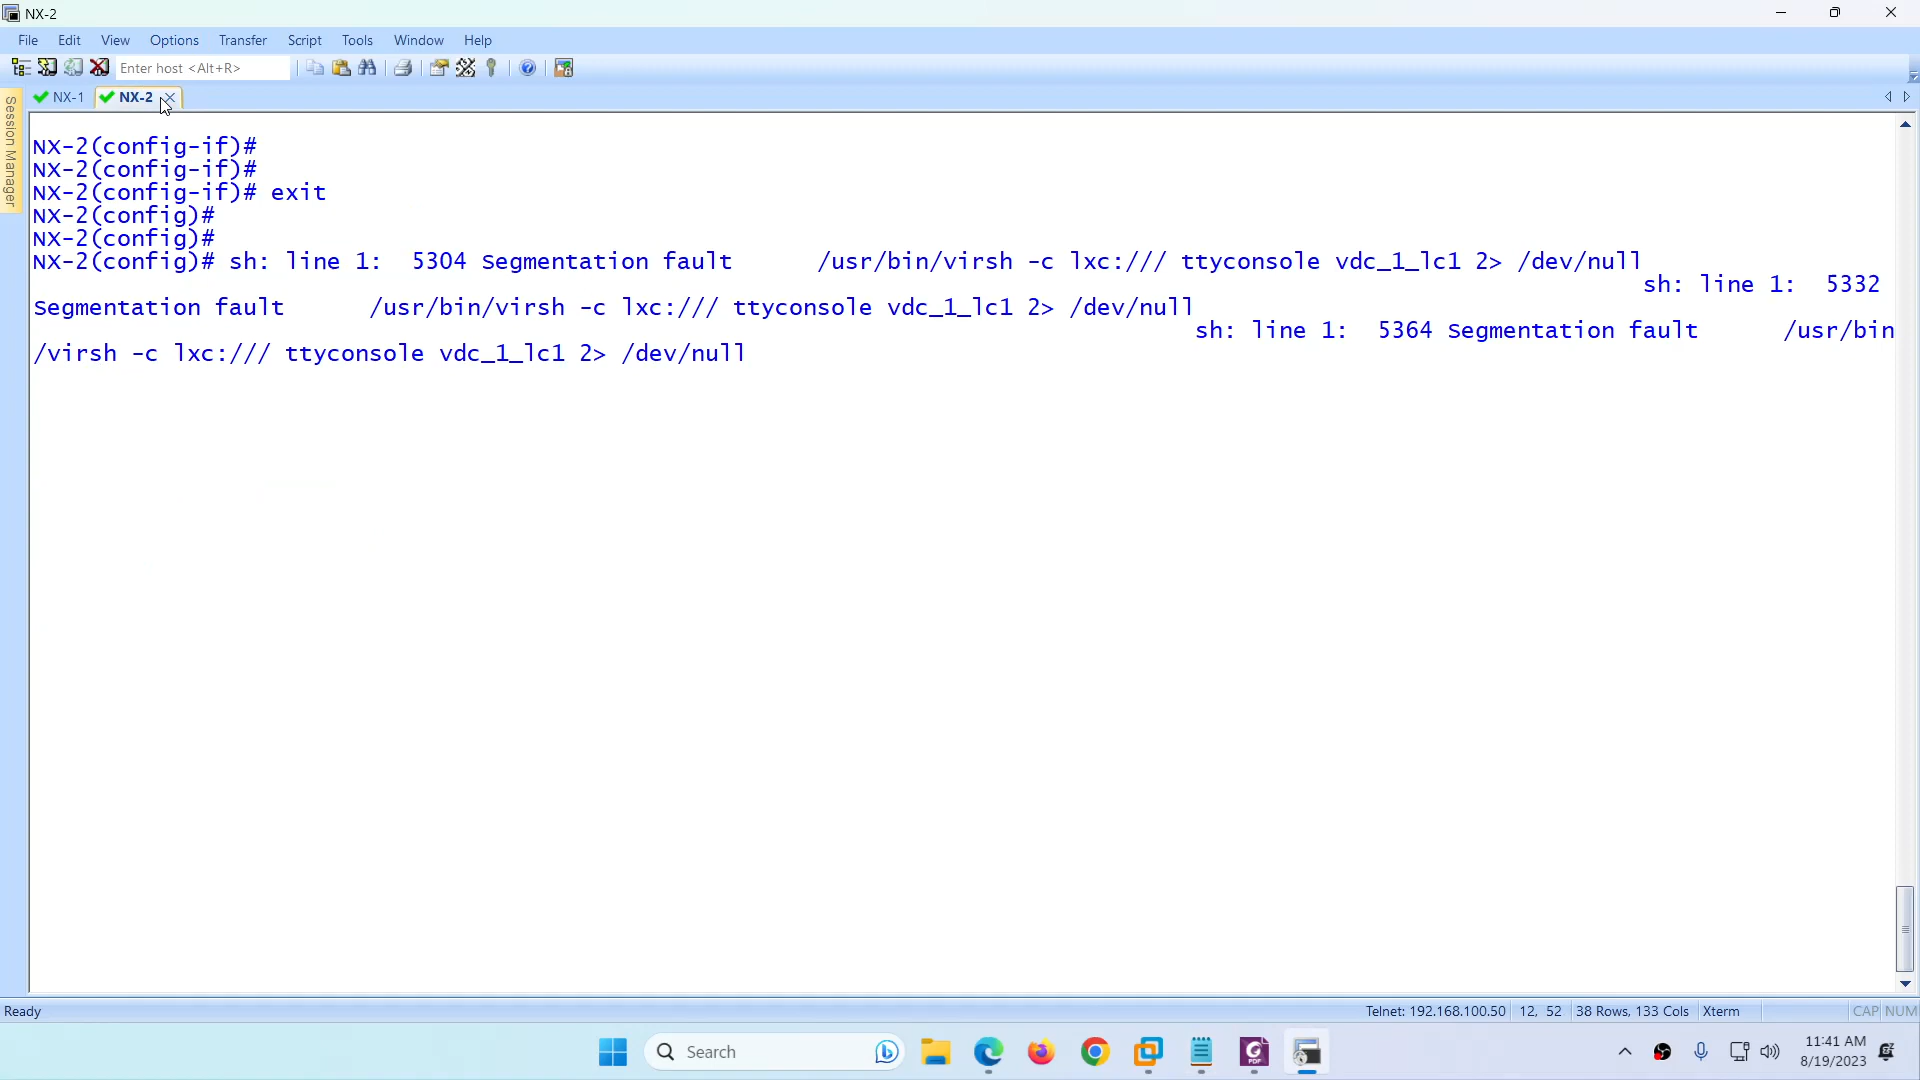 NX-2
File Edit View Options Transfer Script Tools Window Help
Enter host <Alt+R>
NX-1 NX-2
Session Manager
NX-2(config-if)#
NX-2(config-if)#
NX-2(config-if)# exit
NX-2(config)#
NX-2(config)#
NX-2(config)# sh: line 1:  5304 Segmentation fault      /usr/bin/virsh -c lxc:/// ttyconsole vdc_1_lc1 2> /dev/null
sh: line 1:  5332
Segmentation fault      /usr/bin/virsh -c lxc:/// ttyconsole vdc_1_lc1 2> /dev/null
sh: line 1:  5364 Segmentation fault      /usr/bin
/virsh -c lxc:/// ttyconsole vdc_1_lc1 2> /dev/null
Ready Telnet: 192.168.100.50 12, 52 38 Rows, 133 Cols Xterm CAP NUM
Search
PDF
11:41 AM
8/19/2023